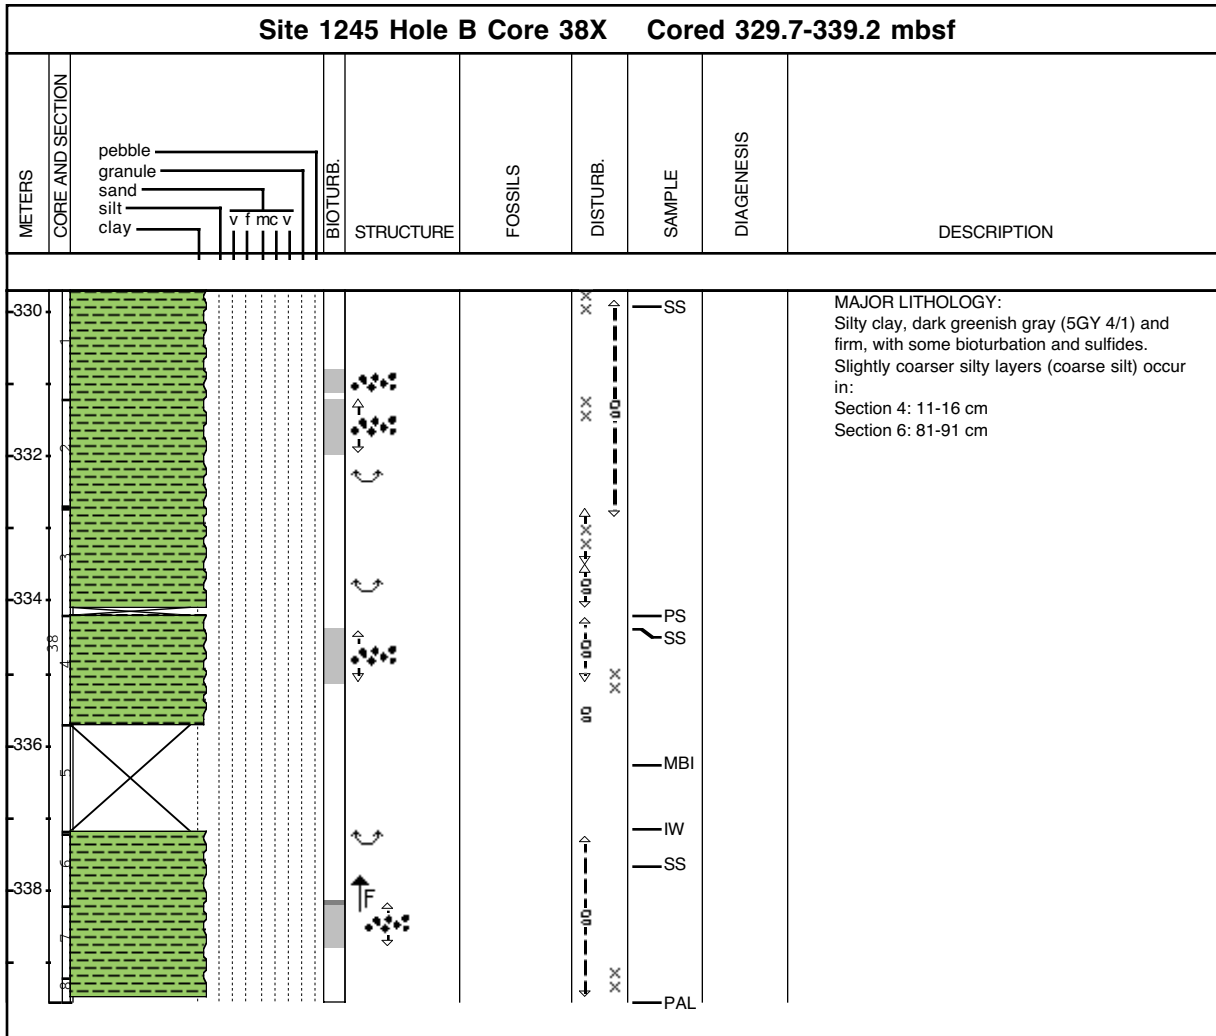 Site 1245 Hole B Core 38X Cored 329.7-339.2 mbsf
METERS
CORE AND SECTION
pebble
granule
sand
silt
clay
v f mc v
BIOTURB.
STRUCTURE
FOSSILS
DISTURB.
SAMPLE
DIAGENESIS
DESCRIPTION
330
332
334
336
338
38
1
2
3
4
5
6
7
8
F
SS
PS
SS
MBI
IW
SS
PAL
MAJOR LITHOLOGY:
Silty clay, dark greenish gray (5GY 4/1) and
firm, with some bioturbation and sulfides.
Slightly coarser silty layers (coarse silt) occur
in:
Section 4: 11-16 cm
Section 6: 81-91 cm